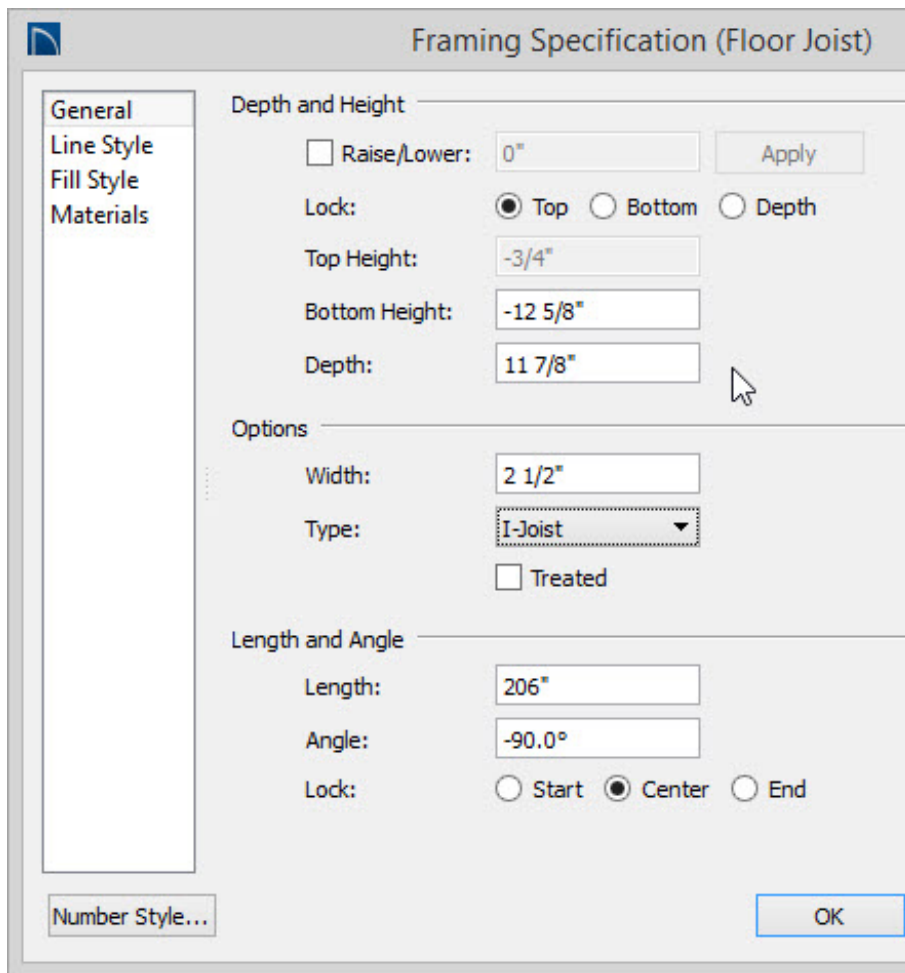 Framing Specification (Floor Joist)
General
Line Style
Fill Style
Materials
Depth and Height
Raise/Lower: 0" Apply
Lock: Top Bottom Depth
Top Height: -3/4"
Bottom Height: -12 5/8"
Depth: 11 7/8"
Options
Width: 2 1/2"
Type: I-Joist
Treated
Length and Angle
Length: 206"
Angle: -90.0°
Lock: Start Center End
Number Style... OK